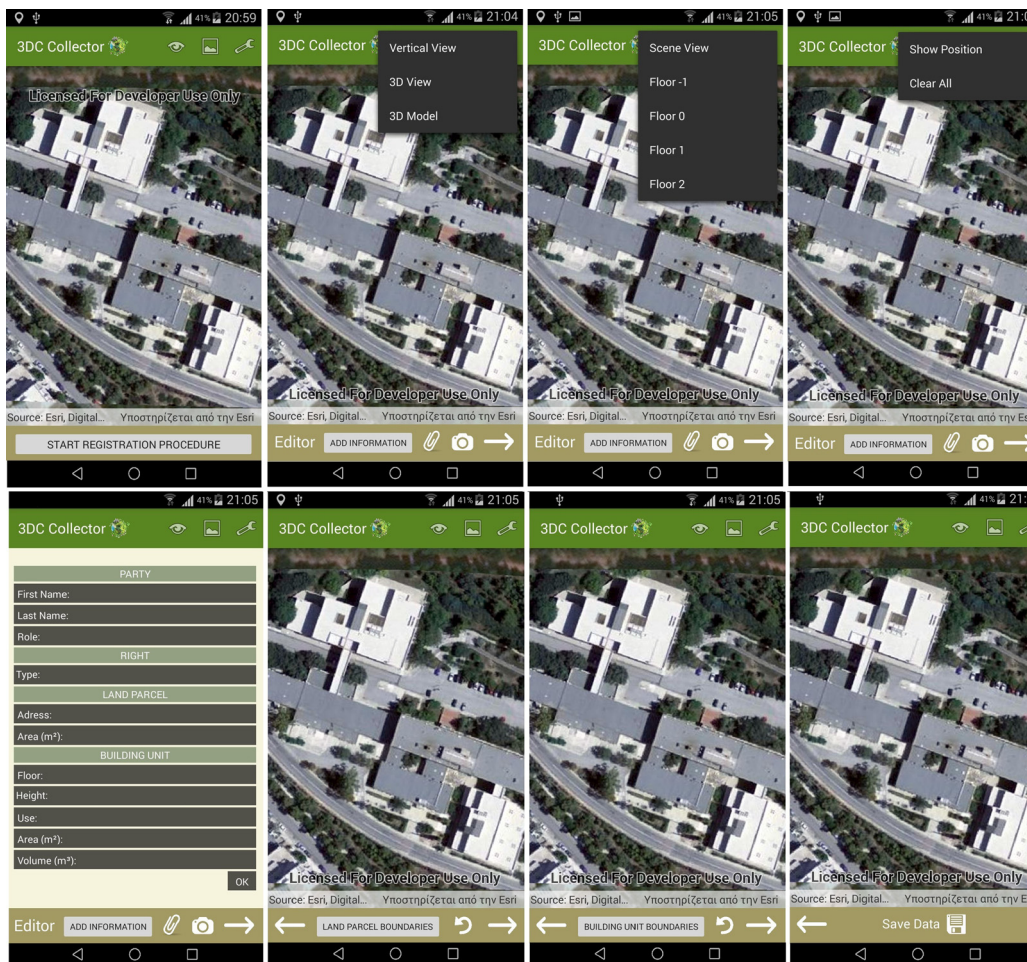 41% 20:59
3DC Collector
Licensed For Developer Use Only
Source: Esri, Digital... Υποστηρίζεται από την Esri
START REGISTRATION PROCEDURE
41% 21:04
3DC Collector
Vertical View
3D View
3D Model
Licensed For Developer Use Only
Source: Esri, Digital... Υποστηρίζεται από την Esri
Editor ADD INFORMATION
41% 21:05
3DC Collector
Scene View
Floor -1
Floor 0
Floor 1
Floor 2
Licensed For Developer Use Only
Source: Esri, Digital... Υποστηρίζεται από την Esri
Editor ADD INFORMATION
41%
3DC Collector
Show Position
Clear All
Licensed For Developer Use Only
Source: Esri, Digital... Υποστηρίζεται από την
Editor ADD INFORMATION
41% 21:05
3DC Collector
PARTY
First Name:
Last Name:
Role:
RIGHT
Type:
LAND PARCEL
Adress:
Area (m²):
BUILDING UNIT
Floor:
Height:
Use:
Area (m²):
Volume (m³):
OK
Editor ADD INFORMATION
41% 21:05
3DC Collector
Licensed For Developer Use Only
Source: Esri, Digital... Υποστηρίζεται από την Esri
LAND PARCEL BOUNDARIES
41% 21:05
3DC Collector
Licensed For Developer Use Only
Source: Esri, Digital... Υποστηρίζεται από την Esri
BUILDING UNIT BOUNDARIES
41%
3DC Collector
Licensed For Developer Use Only
Source: Esri, Digital... Υποστηρίζεται από την
Save Data